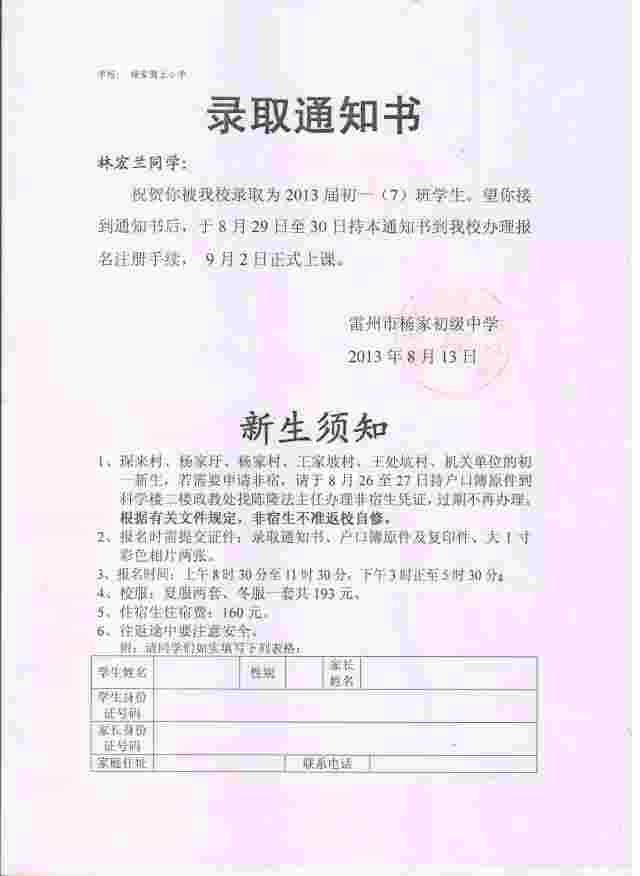 学校：
录取通知书
林宏兰同学：
祝贺你被我校录取为 2013 届初一（7）班学生。望你接
到通知书后，于 8 月 29 日至 30 日持本通知书到我校办理报
名注册手续， 9 月 2 日正式上课。
雷州市杨家初级中学
2013 年 8 月 13 日
新生须知
1、琛来村、杨家圩、杨家村、王家坡村、王处坑村、机关单位的初
一新生，若需要申请非宿，请于 8 月 26 至 27 日持户口簿原件到
科学楼二楼政教处找陈隆法主任办理非宿生凭证，过期不再办理。
根据有关文件规定，非宿生不准返校自修。
2、报名时需提交证件：录取通知书、户口簿原件及复印件、大 1 寸
彩色相片两张。
3、报名时间：上午 8 时 30 分至 11 时 30 分，下午 3 时正至 5 时 30 分。
4、校服：夏服两套、冬服一套共 193 元。
5、住宿生住宿费：160 元。
6、往返途中要注意安全。
附：请同学们如实填写下列表格：
学生姓名 性别 家长
姓名
学生身份
证号码
家长身份
证号码
家庭住址 联系电话